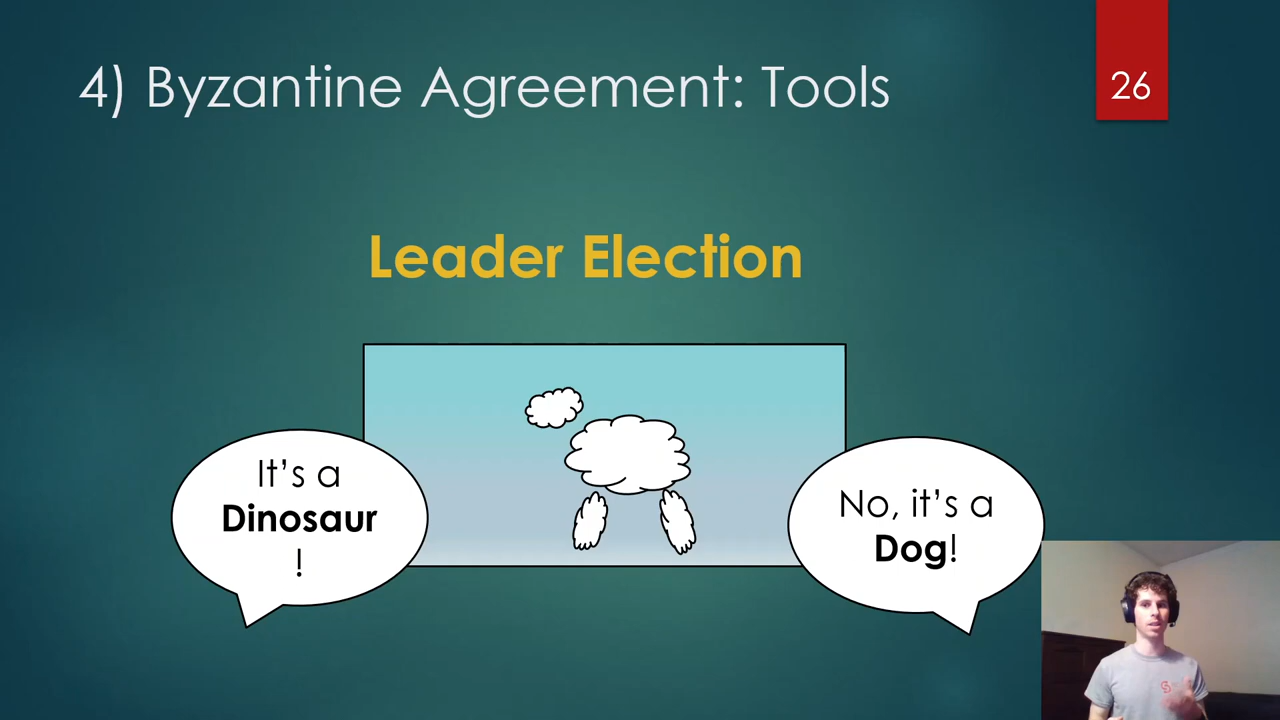 4) Byzantine Agreement: Tools
26
Leader Election
It’s a
Dinosaur
!
No, it’s a
Dog!